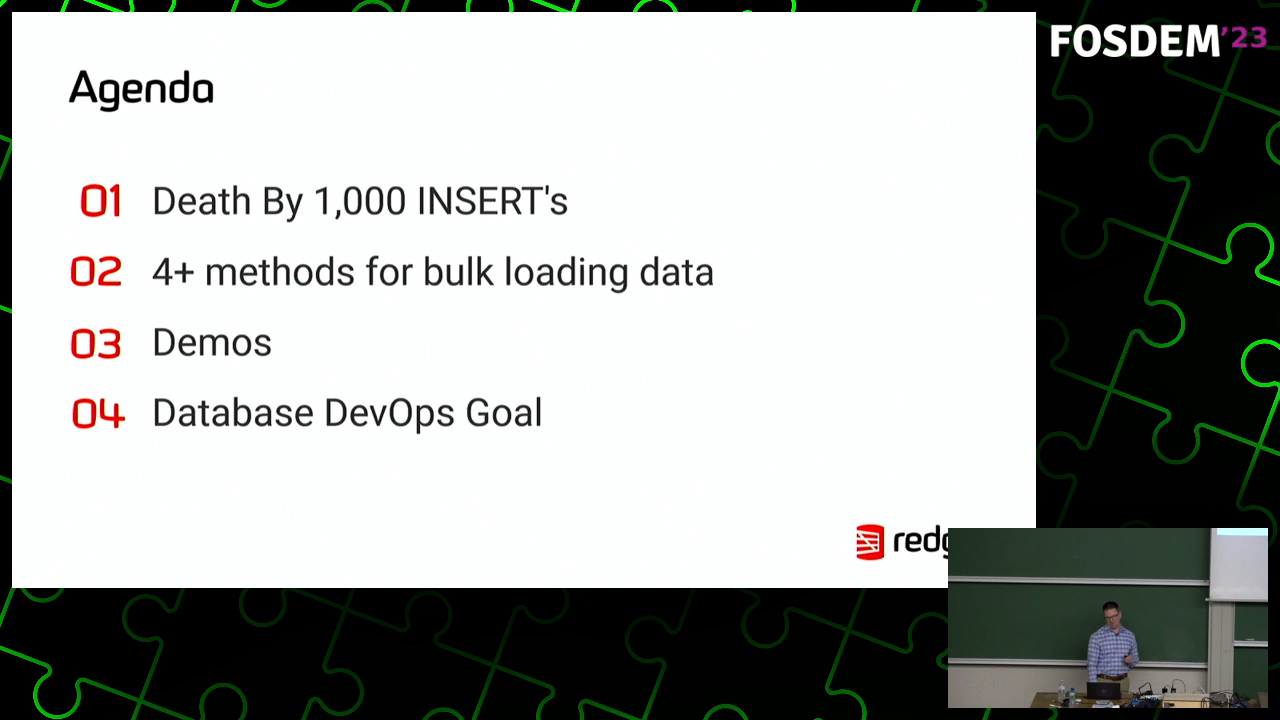 FOSDEM'23
Agenda
01 Death By 1,000 INSERT's
02 4+ methods for bulk loading data
03 Demos
04 Database DevOps Goal